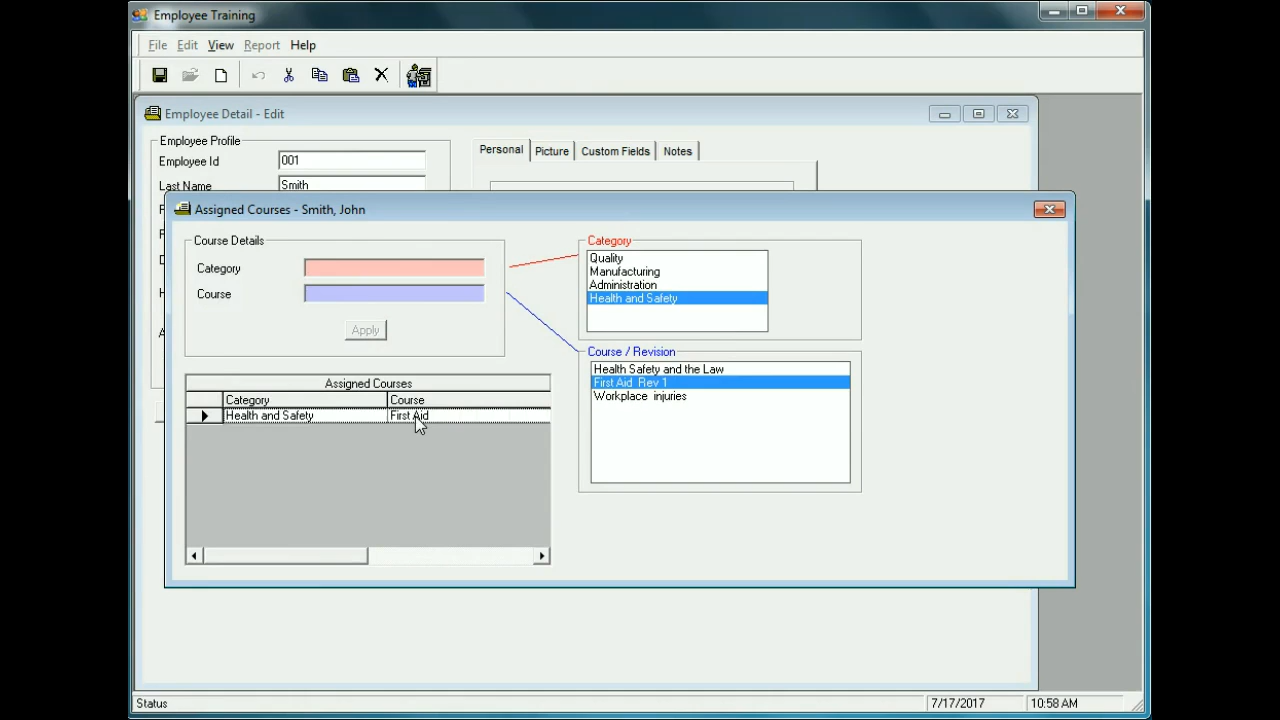 Employee Training
File Edit View Report Help
Employee Detail - Edit
Employee Profile
Employee Id 001
Last Name Smith
Personal Picture Custom Fields Notes
Assigned Courses - Smith, John
Course Details
Category
Course
Apply
Category
Quality
Manufacturing
Administration
Health and Safety
Course / Revision
Health Safety and the Law
First Aid Rev 1
Workplace injuries
Assigned Courses
Category Course
Health and Safety First Aid
Status 7/17/2017 10:58 AM